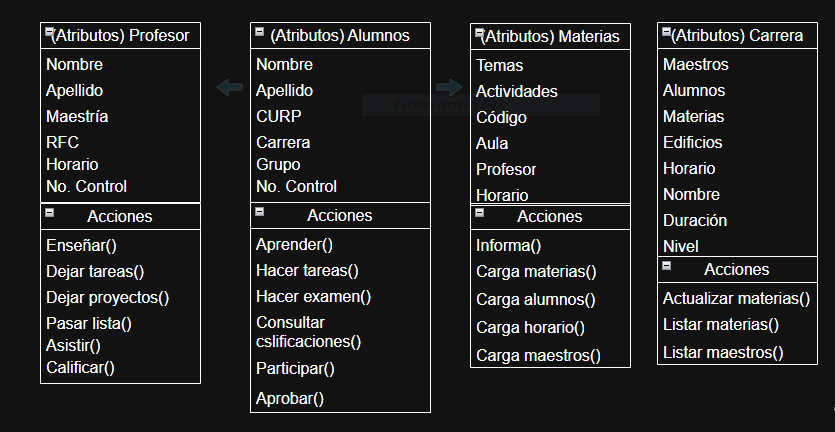 (Atributos) Profesor
Nombre
Apellido
Maestría
RFC
Horario
No. Control
Acciones
Enseñar()
Dejar tareas()
Dejar proyectos()
Pasar lista()
Asistir()
Calificar()
(Atributos) Alumnos
Nombre
Apellido
CURP
Carrera
Grupo
No. Control
Acciones
Aprender()
Hacer tareas()
Hacer examen()
Consultar
cslificaciones()
Participar()
Aprobar()
(Atributos) Materias
Temas
Actividades
Código
Aula
Profesor
Horario
Acciones
Informa()
Carga materias()
Carga alumnos()
Carga horario()
Carga maestros()
(Atributos) Carrera
Maestros
Alumnos
Materias
Edificios
Horario
Nombre
Duración
Nivel
Acciones
Actualizar materias()
Listar materias()
Listar maestros()